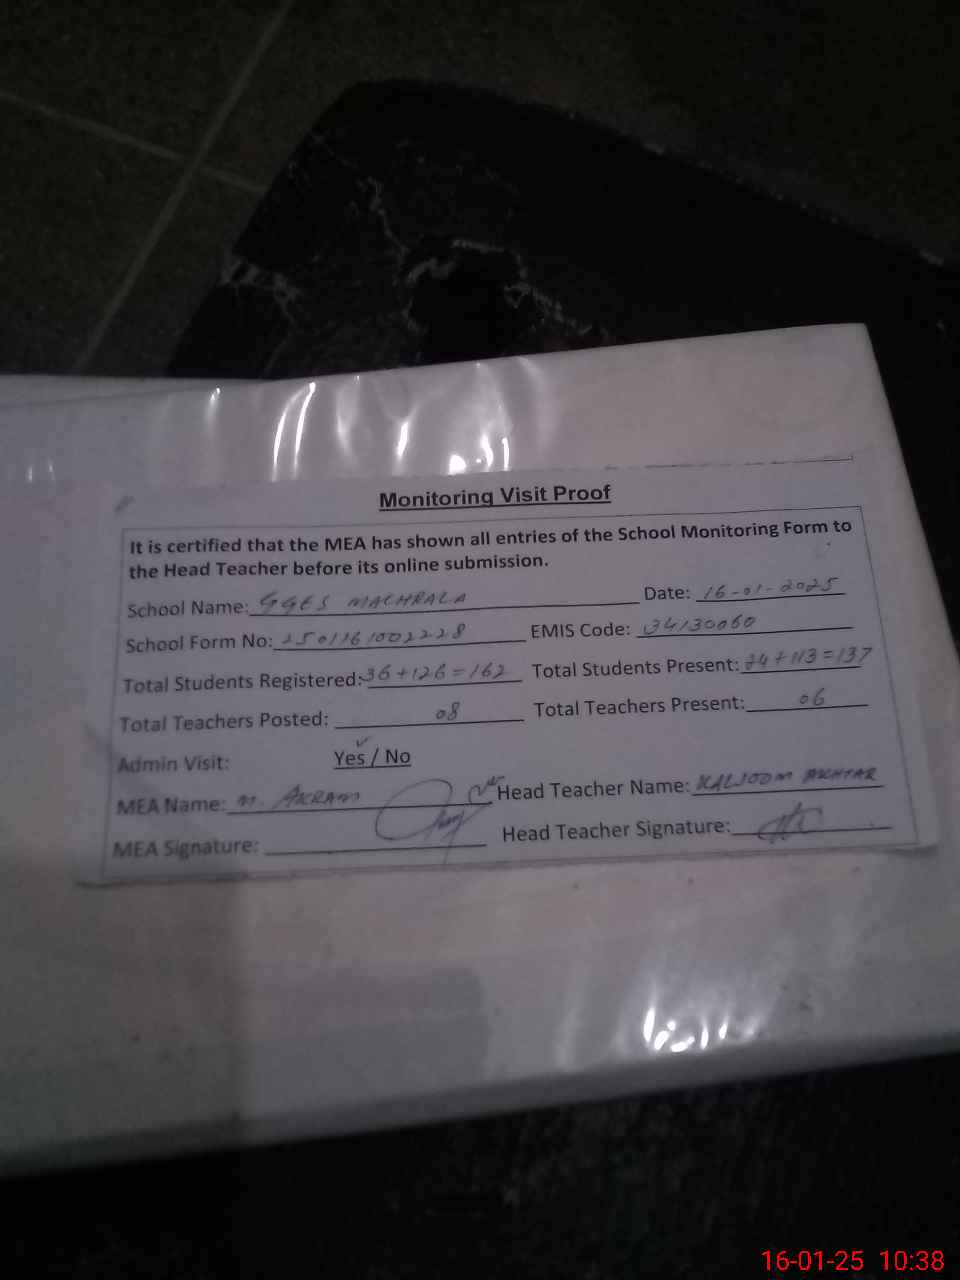 Monitoring Visit Proof
It is certified that the MEA has shown all entries of the School Monitoring Form to
the Head Teacher before its online submission.
School Name: GGES MACHRALA Date: 16-01-2025
School Form No: 2501161002228 EMIS Code: 34130060
Total Students Registered: 36+126=162 Total Students Present: 24+113=137
Total Teachers Posted: 08 Total Teachers Present: 06
Admin Visit: Yes / No
MEA Name: M. AKRAM Head Teacher Name: KALSOOM AKHTAR
MEA Signature: Head Teacher Signature:
16-01-25 10:38